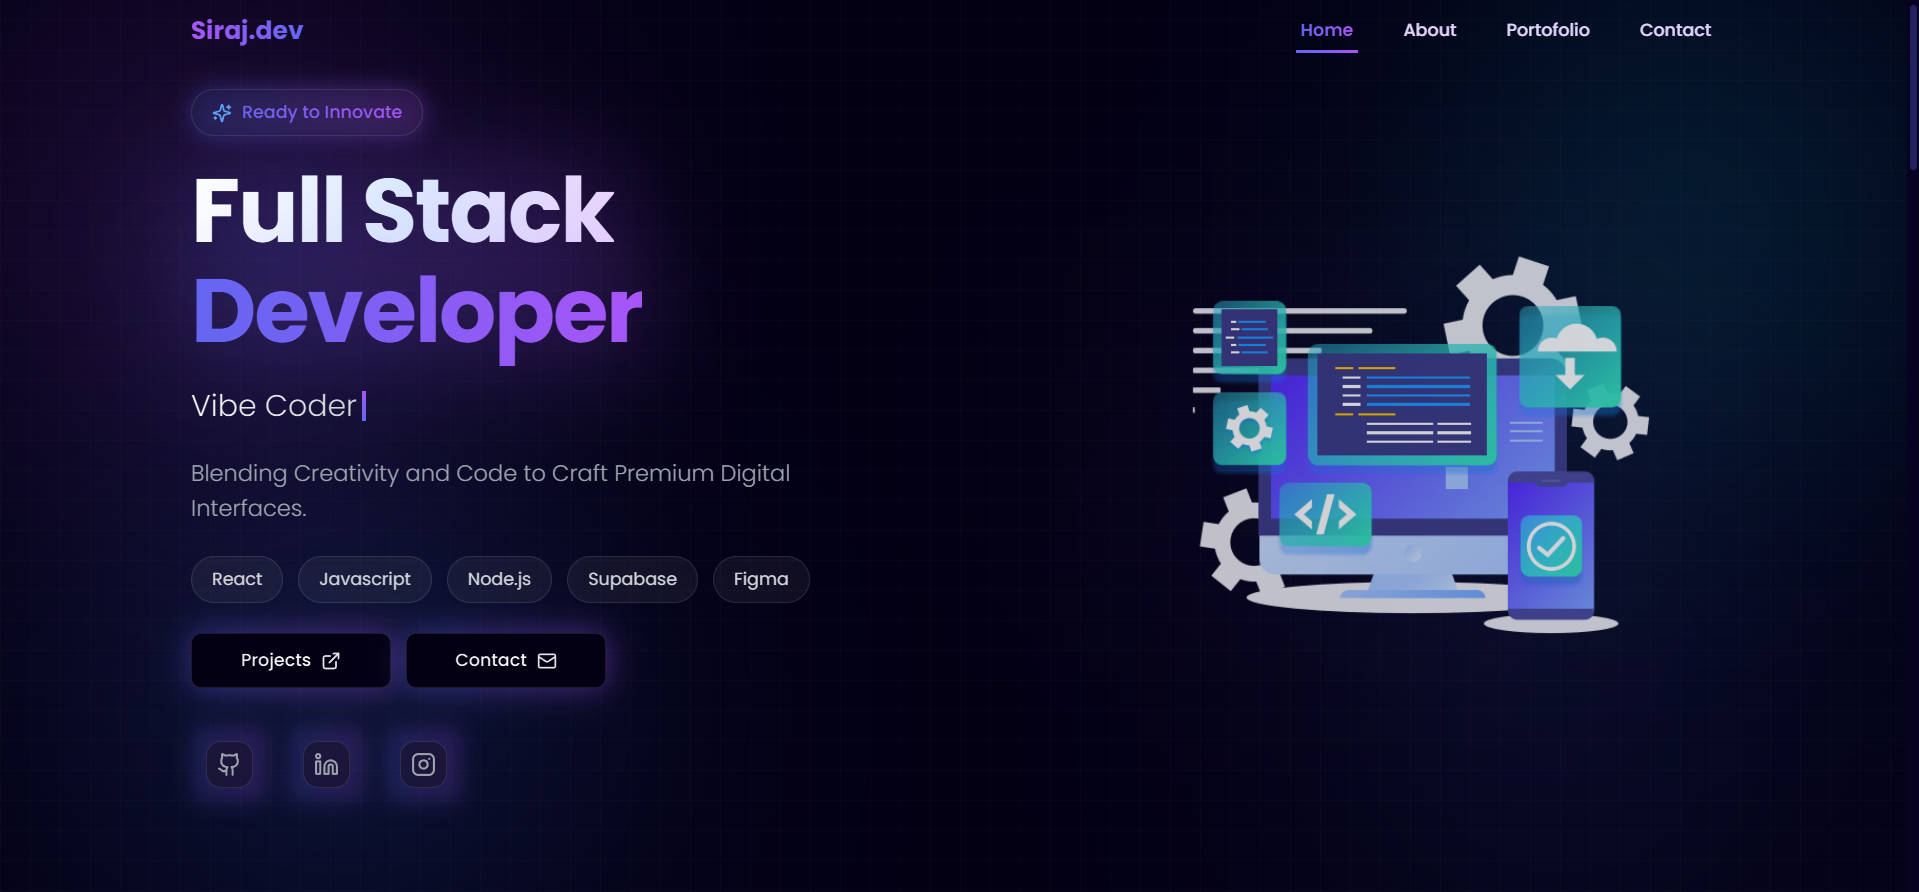 Siraj.dev
Home
About
Portofolio
Contact
Ready to Innovate
Full Stack
Developer
Vibe Coder
Blending Creativity and Code to Craft Premium Digital
Interfaces.
React
Javascript
Node.js
Supabase
Figma
Projects
Contact